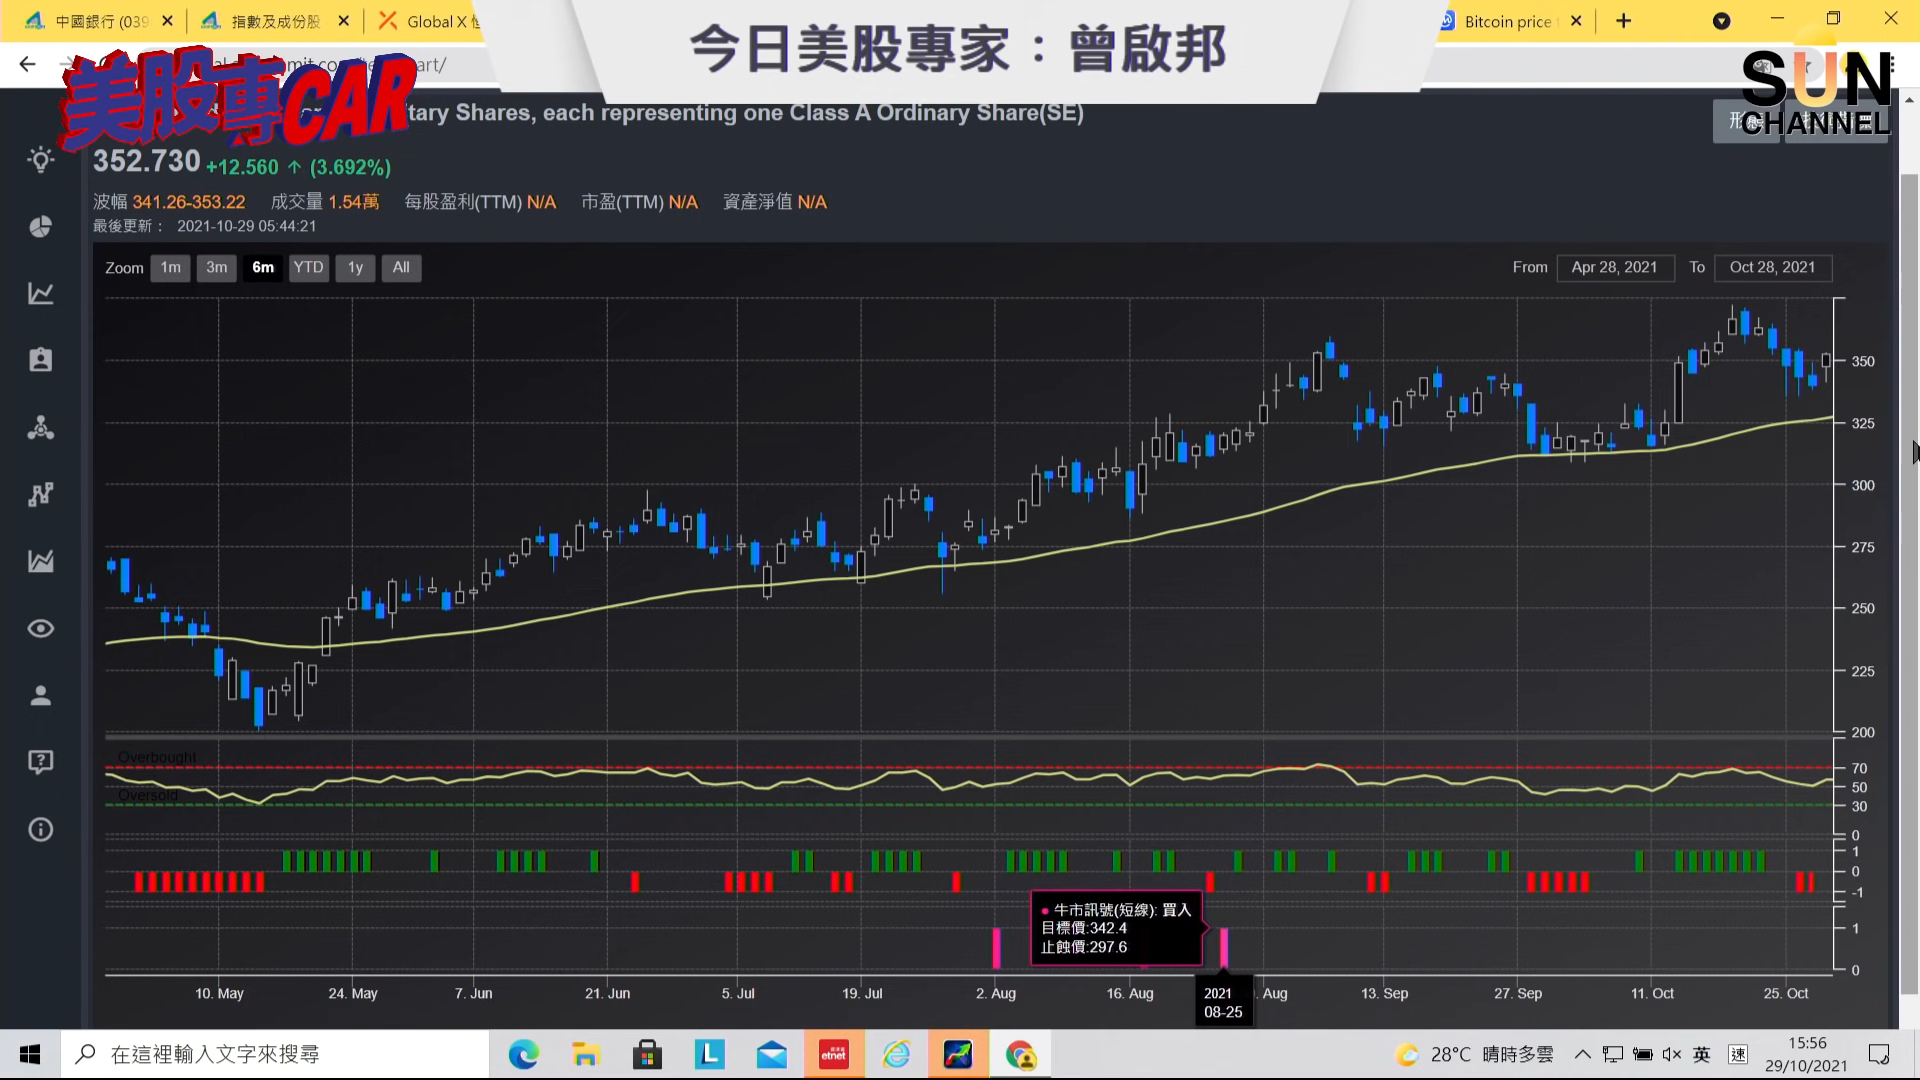 中國銀行 (039
指數及成份股
Global X 恒
Bitcoin price
今日美股專家：曾啟邦
美股專CAR
SUN
CHANNEL
tary Shares, each representing one Class A Ordinary Share(SE)
352.730 +12.560 ↑ (3.692%)
波幅 341.26-353.22 成交量 1.54萬 每股盈利(TTM) N/A 市盈(TTM) N/A 資產淨值 N/A
最後更新： 2021-10-29 05:44:21
Zoom 1m 3m 6m YTD 1y All
From Apr 28, 2021 To Oct 28, 2021
350
325
300
275
250
225
200
Overbought
Oversold
70
50
30
0
1
0
-1
1
0
牛市訊號(短線): 買入
目標價:342.4
止蝕價:297.6
10. May 24. May 7. Jun 21. Jun 5. Jul 19. Jul 2. Aug 16. Aug . Aug 13. Sep 27. Sep 11. Oct 25. Oct
2021
08-25
在這裡輸入文字來搜尋
L
etnet
28°C 晴時多雲
英
速
15:56
29/10/2021